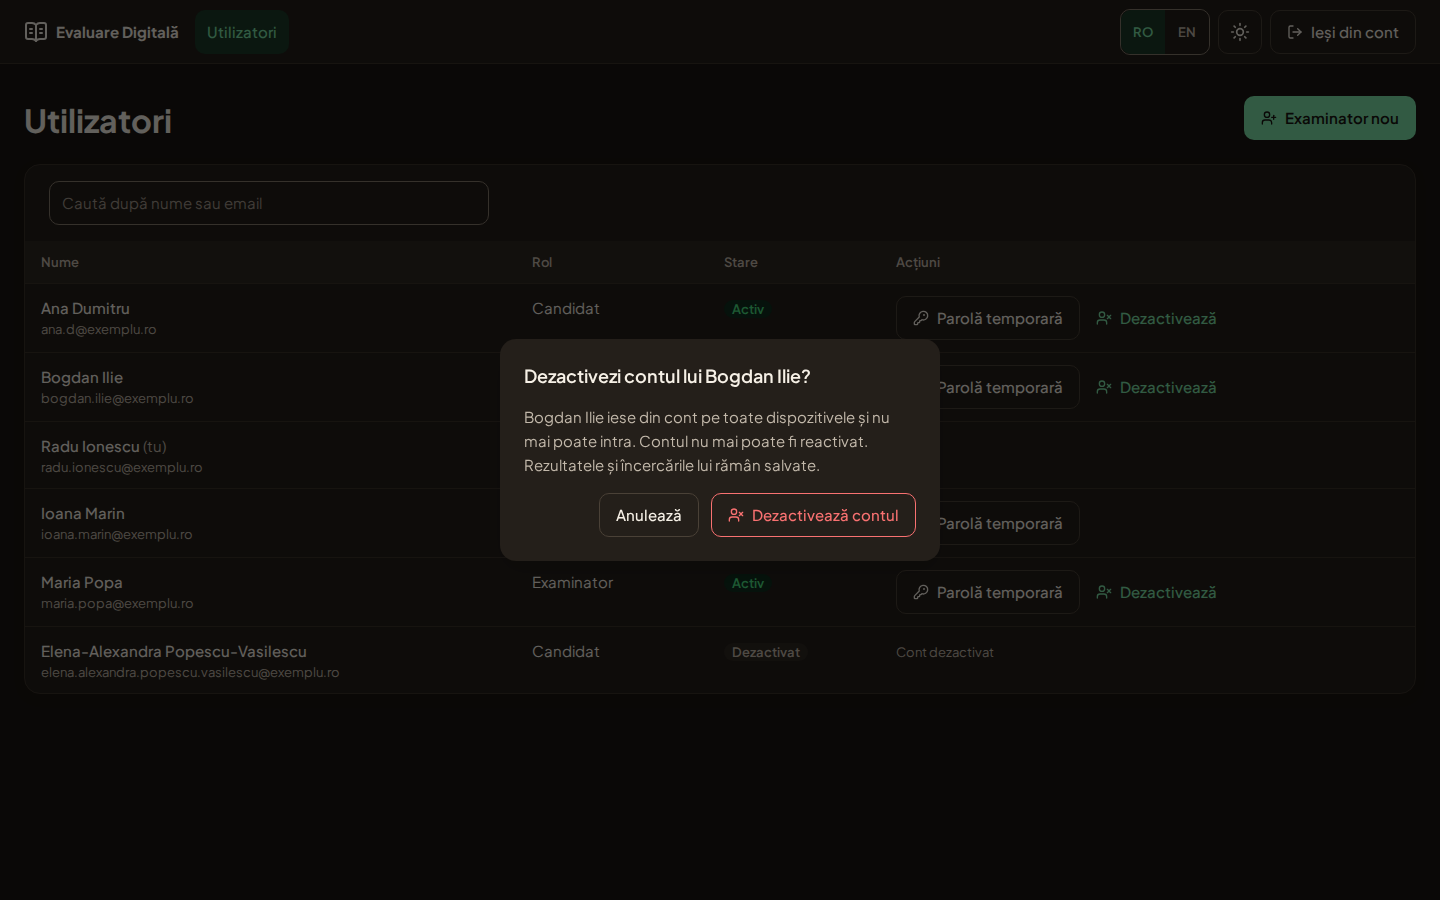 Evaluare Digitală
Utilizatori
RO
EN
Ieși din cont
Utilizatori
Examinator nou
Caută după nume sau email
Nume
Rol
Stare
Acțiuni
Ana Dumitru
ana.d@exemplu.ro
Candidat
Activ
Parolă temporară
Dezactivează
Bogdan Ilie
bogdan.ilie@exemplu.ro
Parolă temporară
Dezactivează
Radu Ionescu (tu)
radu.ionescu@exemplu.ro
Ioana Marin
ioana.marin@exemplu.ro
Parolă temporară
Maria Popa
maria.popa@exemplu.ro
Examinator
Activ
Parolă temporară
Dezactivează
Elena-Alexandra Popescu-Vasilescu
elena.alexandra.popescu.vasilescu@exemplu.ro
Candidat
Dezactivat
Cont dezactivat
Dezactivezi contul lui Bogdan Ilie?
Bogdan Ilie iese din cont pe toate dispozitivele și nu
mai poate intra. Contul nu mai poate fi reactivat.
Rezultatele și încercările lui rămân salvate.
Anulează
Dezactivează contul